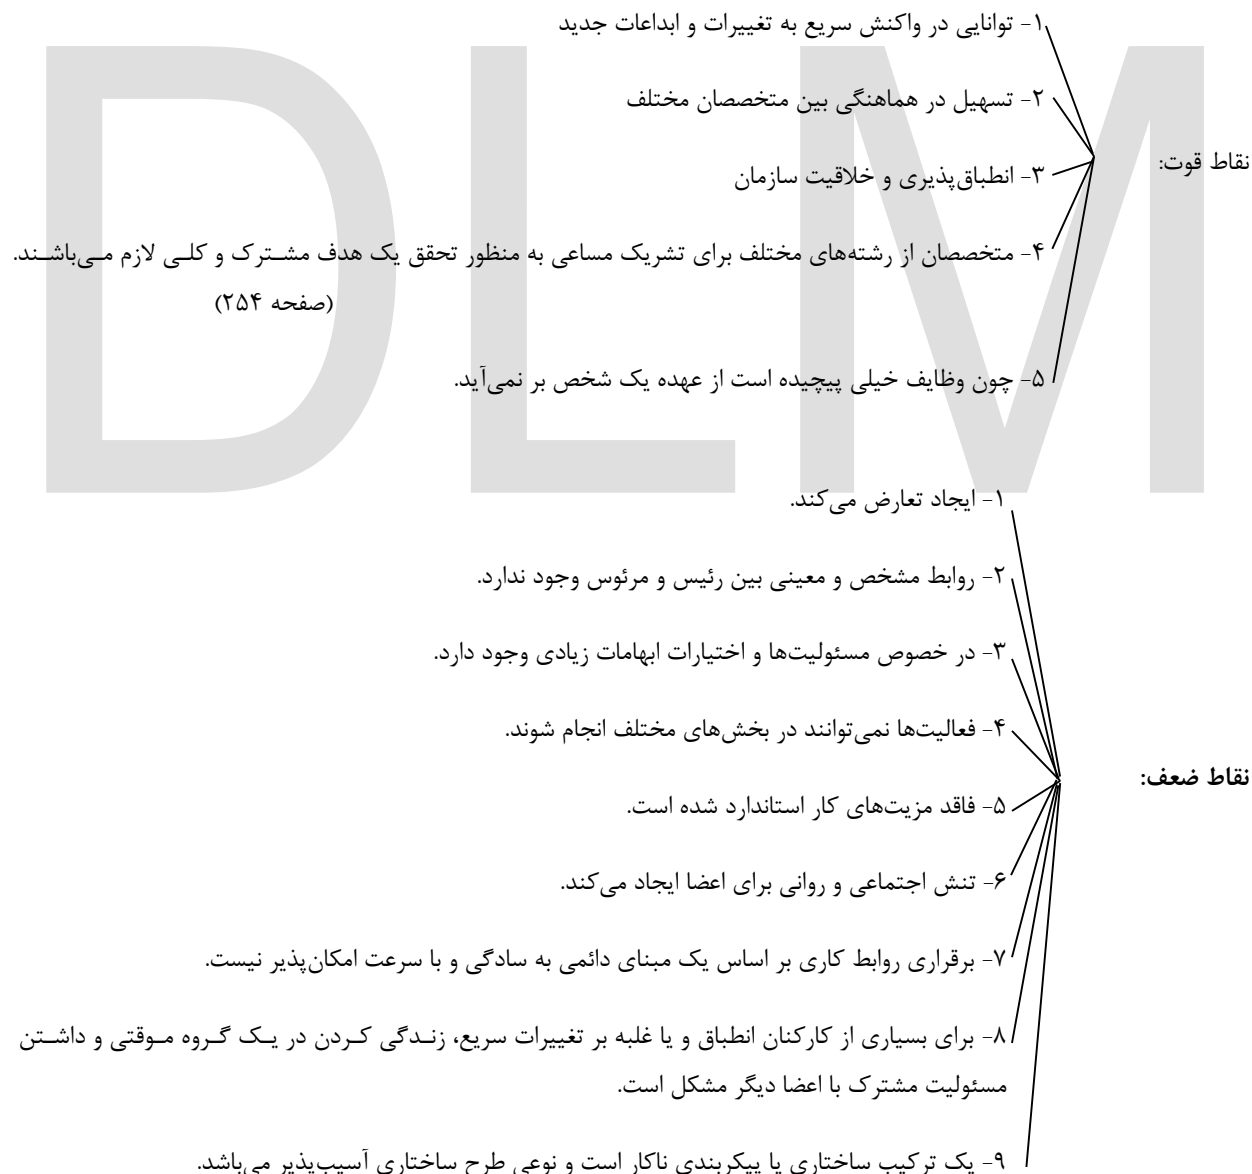 ۱- توانایی در واکنش سریع به تغییرات و ابداعات جدید
۲- تسهیل در هماهنگی بین متخصصان مختلف
نقاط قوت:
۳- انطباق‌پذیری و خلاقیت سازمان
۴- متخصصان از رشته‌های مختلف برای تشریک مساعی به منظور تحقق یک هدف مشترک و کلی لازم می‌باشند.
(صفحه ۲۵۴)
۵- چون وظایف خیلی پیچیده است از عهده یک شخص بر نمی‌آید.
DLM
۱- ایجاد تعارض می‌کند.
۲- روابط مشخص و معینی بین رئیس و مرئوس وجود ندارد.
۳- در خصوص مسئولیت‌ها و اختیارات ابهامات زیادی وجود دارد.
۴- فعالیت‌ها نمی‌توانند در بخش‌های مختلف انجام شوند.
نقاط ضعف:
۵- فاقد مزیت‌های کار استاندارد شده است.
۶- تنش اجتماعی و روانی برای اعضا ایجاد می‌کند.
۷- برقراری روابط کاری بر اساس یک مبنای دائمی به سادگی و با سرعت امکان‌پذیر نیست.
۸- برای بسیاری از کارکنان انطباق و یا غلبه بر تغییرات سریع، زندگی کردن در یک گروه موقتی و داشتن
مسئولیت مشترک با اعضا دیگر مشکل است.
۹- یک ترکیب ساختاری یا پیکربندی ناکار است و نوعی طرح ساختاری آسیب‌پذیر می‌باشد.